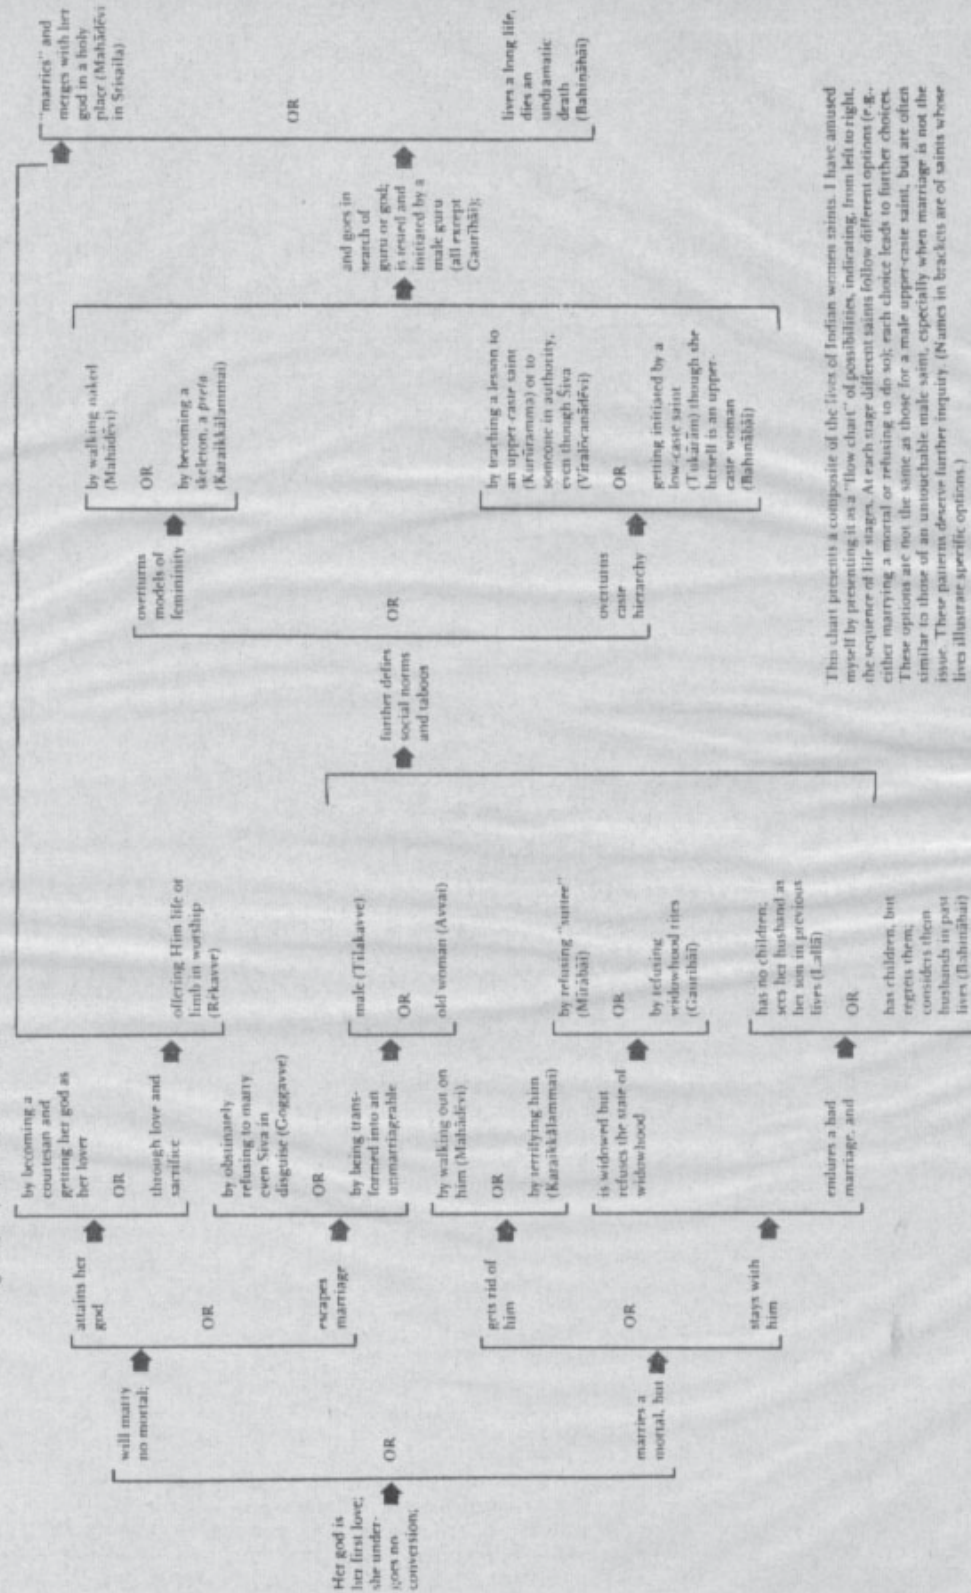 Her god is
her first love;
she under-
goes no
conversion;
will marry
no mortal;
OR
marries a
mortal, but
attains her
god
OR
escapes
marriage
gets rid of
him
OR
stays with
him
by becoming a
courtesan and
getting her god as
her lover
OR
through love and
sacrifice
by obstinately
refusing to marry
even Śiva in
disguise (Goggavve)
OR
by being trans-
formed into an
unmarriageable
by walking out on
him (Mahādēvi)
OR
by terrifying him
(Karaikkālammai)
is widowed but
refuses the state of
widowhood
endures a bad
marriage, and
offering Him life or
limb in worship
(Rēkavve)
male (Tilakavve)
OR
old woman (Avvai)
by refusing "suttee"
(Mīrābāī)
OR
by refusing
widowhood rites
(Gaurībāī)
has no children;
sees her husband as
her son in previous
lives (Lallā)
OR
has children, but
regrets them;
considers them
husbands in past
lives (Bahinābāī)
further defies
social norms
and taboos
overturns
models of
femininity
OR
overturns
caste
hierarchy
by walking naked
(Mahādēvi)
OR
by becoming a
skeleton, a preta
(Karaikkālammai)
by teaching a lesson to
an upper caste saint
(Kurūramma) or to
someone in authority,
even though Śiva
(Viralīśwanādēvi)
OR
getting initiated by a
low-caste saint
(Tukārām) though she
herself is an upper-
caste woman
(Bahinābāī)
and goes in
search of
guru or god;
is tested and
initiated by a
male guru
(all except
Gaurībāī);
"marries" and
merges with her
god in a holy
place (Mahādēvi
in Śrīsaila)
OR
lives a long life,
dies an
undramatic
death
(Bahinābāī)
This chart presents a composite of the lives of Indian women saints. I have amused
myself by presenting it as a "flow chart" of possibilities, indicating, from left to right,
the sequence of life stages. At each stage different saints follow different options (e.g.,
either marrying a mortal or refusing to do so); each choice leads to further choices.
These options are not the same as those for a male upper-caste saint, but are often
similar to those of an untouchable male saint, especially when marriage is not the
issue. These patterns deserve further inquiry. (Names in brackets are of saints whose
lives illustrate specific options.)